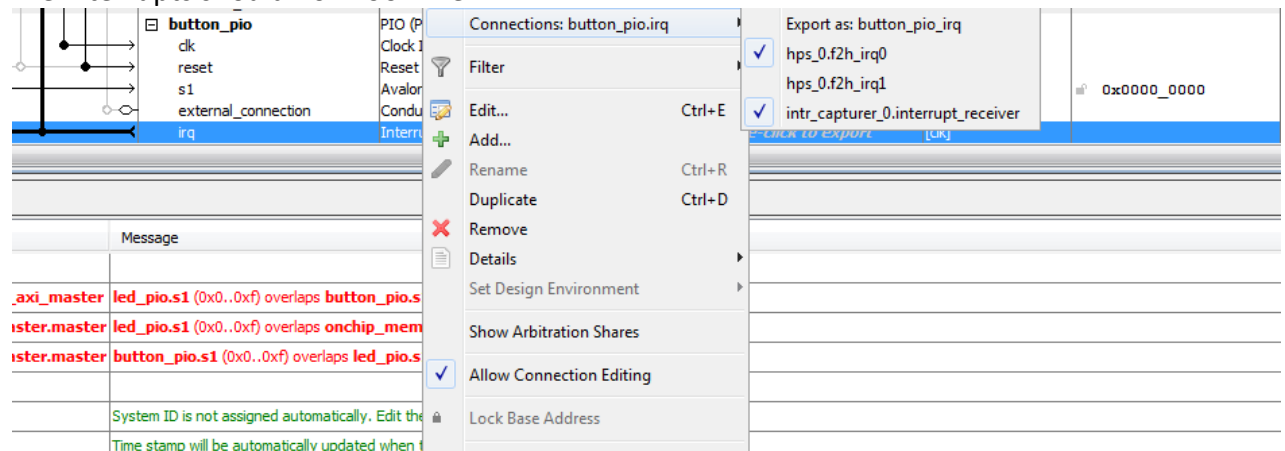 button_pio PIO (P
clk Clock I
reset Reset
s1 Avalor
external_connection Condu
irq Interru
Connections: button_pio.irq
Filter
Edit... Ctrl+E
Add...
Rename Ctrl+R
Duplicate Ctrl+D
Remove
Details
Set Design Environment
Show Arbitration Shares
Allow Connection Editing
Lock Base Address
Export as: button_pio_irq
hps_0.f2h_irq0
hps_0.f2h_irq1
intr_capturer_0.interrupt_receiver
0x0000_0000
e-click to export [clk]
Message
_axi_master led_pio.s1 (0x0..0xf) overlaps button_pio.s
ster.master led_pio.s1 (0x0..0xf) overlaps onchip_mem
ster.master button_pio.s1 (0x0..0xf) overlaps led_pio.s
System ID is not assigned automatically. Edit the
Time stamp will be automatically updated when t